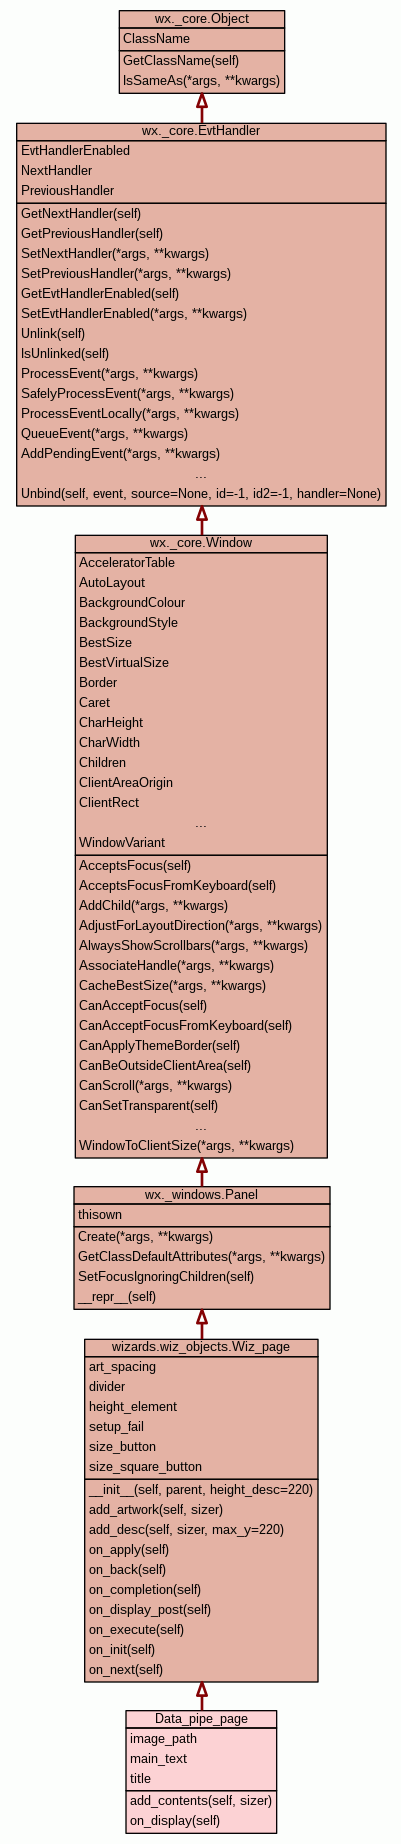 wx._core.Object
ClassName
GetClassName(self)
IsSameAs(*args, **kwargs)
wx._core.EvtHandler
EvtHandlerEnabled
NextHandler
PreviousHandler
GetNextHandler(self)
GetPreviousHandler(self)
SetNextHandler(*args, **kwargs)
SetPreviousHandler(*args, **kwargs)
GetEvtHandlerEnabled(self)
SetEvtHandlerEnabled(*args, **kwargs)
Unlink(self)
IsUnlinked(self)
ProcessEvent(*args, **kwargs)
SafelyProcessEvent(*args, **kwargs)
ProcessEventLocally(*args, **kwargs)
QueueEvent(*args, **kwargs)
AddPendingEvent(*args, **kwargs)
...
Unbind(self, event, source=None, id=-1, id2=-1, handler=None)
wx._core.Window
AcceleratorTable
AutoLayout
BackgroundColour
BackgroundStyle
BestSize
BestVirtualSize
Border
Caret
CharHeight
CharWidth
Children
ClientAreaOrigin
ClientRect
...
WindowVariant
AcceptsFocus(self)
AcceptsFocusFromKeyboard(self)
AddChild(*args, **kwargs)
AdjustForLayoutDirection(*args, **kwargs)
AlwaysShowScrollbars(*args, **kwargs)
AssociateHandle(*args, **kwargs)
CacheBestSize(*args, **kwargs)
CanAcceptFocus(self)
CanAcceptFocusFromKeyboard(self)
CanApplyThemeBorder(self)
CanBeOutsideClientArea(self)
CanScroll(*args, **kwargs)
CanSetTransparent(self)
...
WindowToClientSize(*args, **kwargs)
wx._windows.Panel
thisown
Create(*args, **kwargs)
GetClassDefaultAttributes(*args, **kwargs)
SetFocusIgnoringChildren(self)
__repr__(self)
wizards.wiz_objects.Wiz_page
art_spacing
divider
height_element
setup_fail
size_button
size_square_button
__init__(self, parent, height_desc=220)
add_artwork(self, sizer)
add_desc(self, sizer, max_y=220)
on_apply(self)
on_back(self)
on_completion(self)
on_display_post(self)
on_execute(self)
on_init(self)
on_next(self)
Data_pipe_page
image_path
main_text
title
add_contents(self, sizer)
on_display(self)